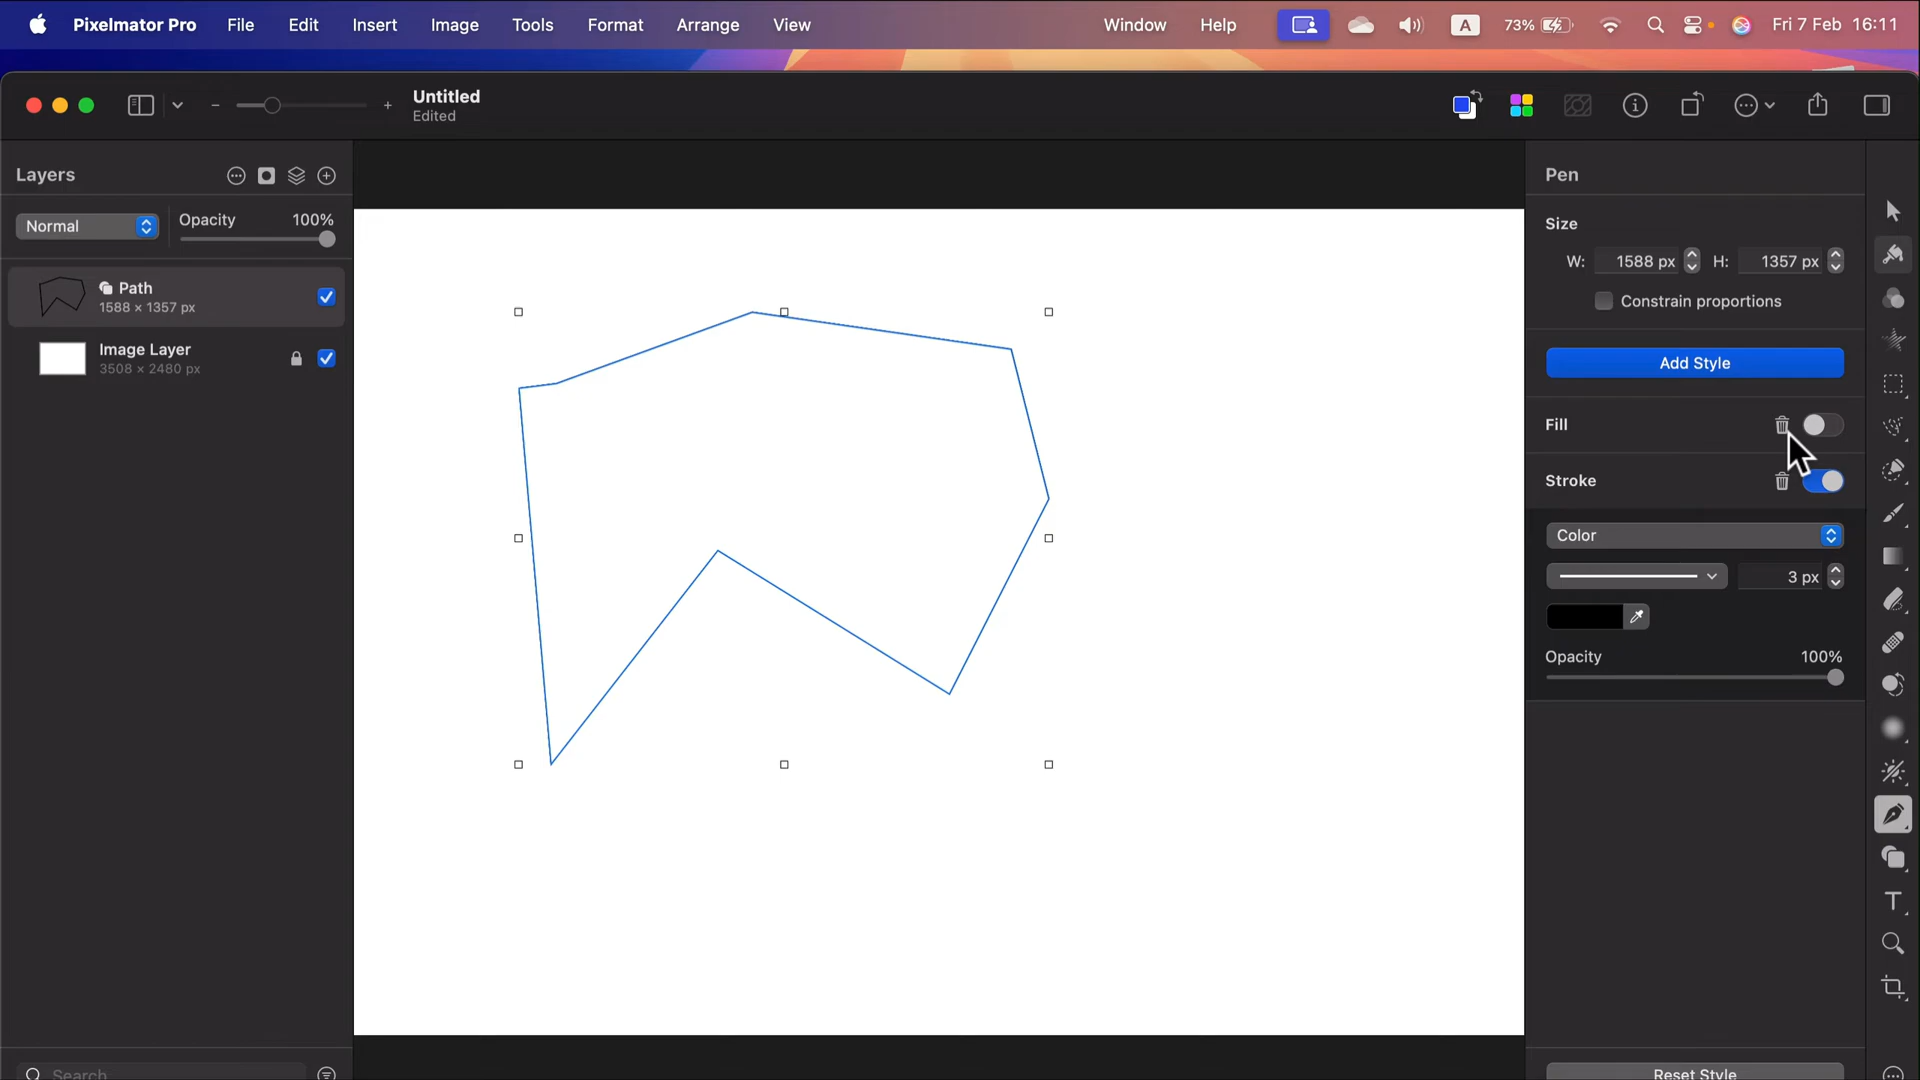 Pixelmator Pro File Edit Insert Image Tools Format Arrange View Window Help A 73% Fri 7 Feb 16:11
Untitled
Edited
Layers
Normal
Opacity 100%
Path
1588 × 1357 px
Image Layer
3508 × 2480 px
Search
Pen
Size
W: 1588 px H: 1357 px
Constrain proportions
Add Style
Fill
Stroke
Color
3 px
Opacity 100%
Reset Style